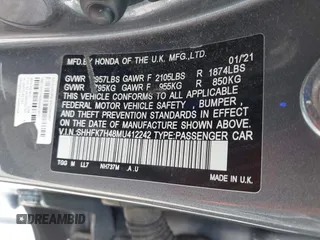 MFD.BY HONDA OF THE U.K. MFG.,LTD. 01/21
GVWR 3957LBS GAWR F 2105LBS R 1874LBS
GVWR 1795KG GAWR F 955KG R 850KG
THIS VEHICLE CONFORMS TO ALL APPLICABLE
FEDERAL MOTOR VEHICLE SAFETY, BUMPER,
AND THEFT PREVENTION STANDARDS IN EFFECT
ON THE DATE OF MANUFACTURE SHOWN ABOVE.
V.I.N.:SHHFK7H48MU412242 TYPE:PASSENGER CAR
LL7 NH797M A.U
MADE IN U.K.
DREAMBID